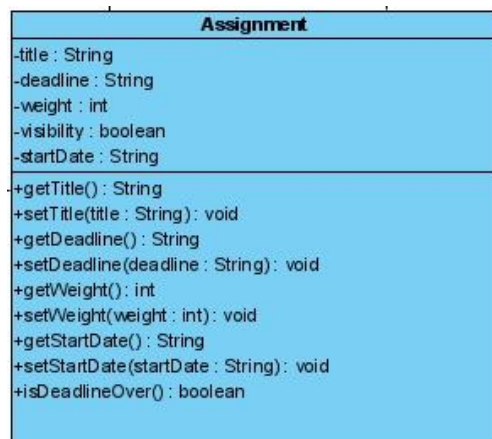 Assignment
-title : String
-deadline : String
-weight : int
-visibility : boolean
-startDate : String
+getTitle() : String
+setTitle(title : String) : void
+getDeadline() : String
+setDeadline(deadline : String) : void
+getWeight() : int
+setWeight(weight : int) : void
+getStartDate() : String
+setStartDate(startDate : String) : void
+isDeadlineOver() : boolean